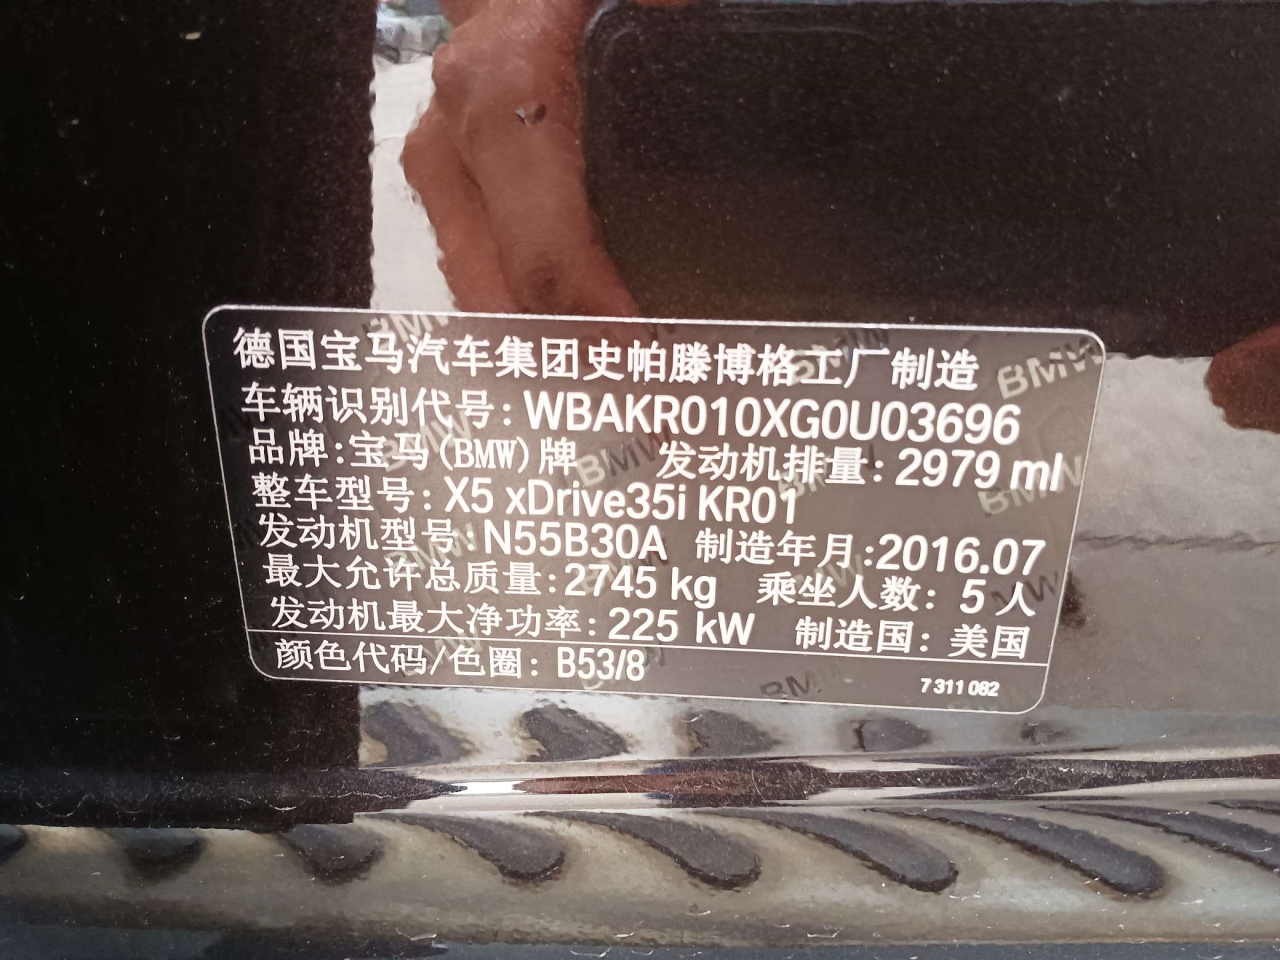 德国宝马汽车集团史帕滕博格工厂制造
车辆识别代号: WBAKR010XG0U03696
品牌: 宝马(BMW)牌 发动机排量: 2979 ml
整车型号: X5 xDrive35i KR01
发动机型号: N55B30A 制造年月: 2016.07
最大允许总质量: 2745 kg 乘坐人数: 5 人
发动机最大净功率: 225 kW 制造国: 美国
颜色代码/色圈: B53/8
7 311 082